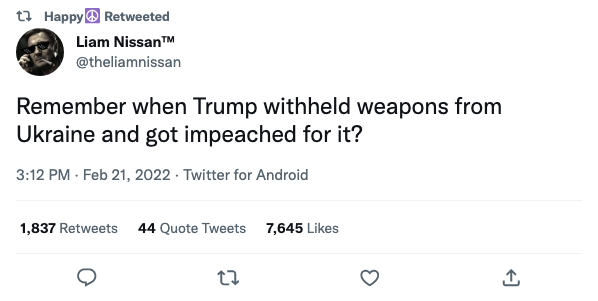 Happy☮️ Retweeted
Liam Nissan™
@theliamnissan
Remember when Trump withheld weapons from
Ukraine and got impeached for it?
3:12 PM · Feb 21, 2022 · Twitter for Android
1,837 Retweets 44 Quote Tweets 7,645 Likes